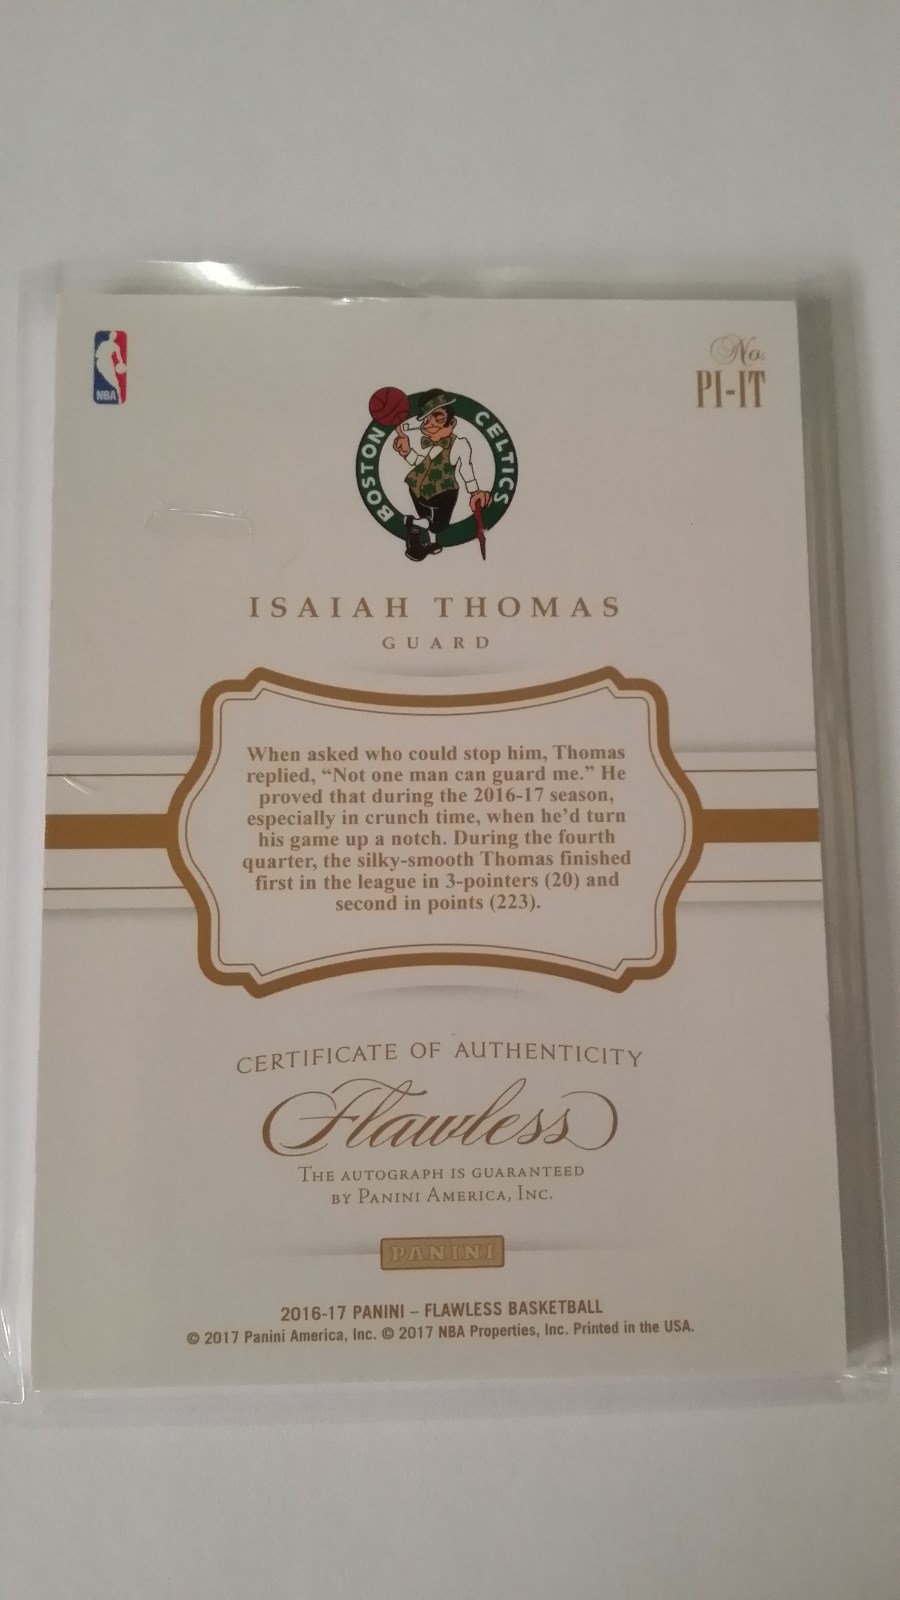 NBA
No.
PI-IT
BOSTON CELTICS
ISAIAH THOMAS
GUARD
When asked who could stop him, Thomas
replied, “Not one man can guard me.” He
proved that during the 2016-17 season,
especially in crunch time, when he’d turn
his game up a notch. During the fourth
quarter, the silky-smooth Thomas finished
first in the league in 3-pointers (20) and
second in points (223).
CERTIFICATE OF AUTHENTICITY
Flawless
THE AUTOGRAPH IS GUARANTEED
BY PANINI AMERICA, INC.
PANINI
2016-17 PANINI – FLAWLESS BASKETBALL
© 2017 Panini America, Inc. © 2017 NBA Properties, Inc. Printed in the USA.